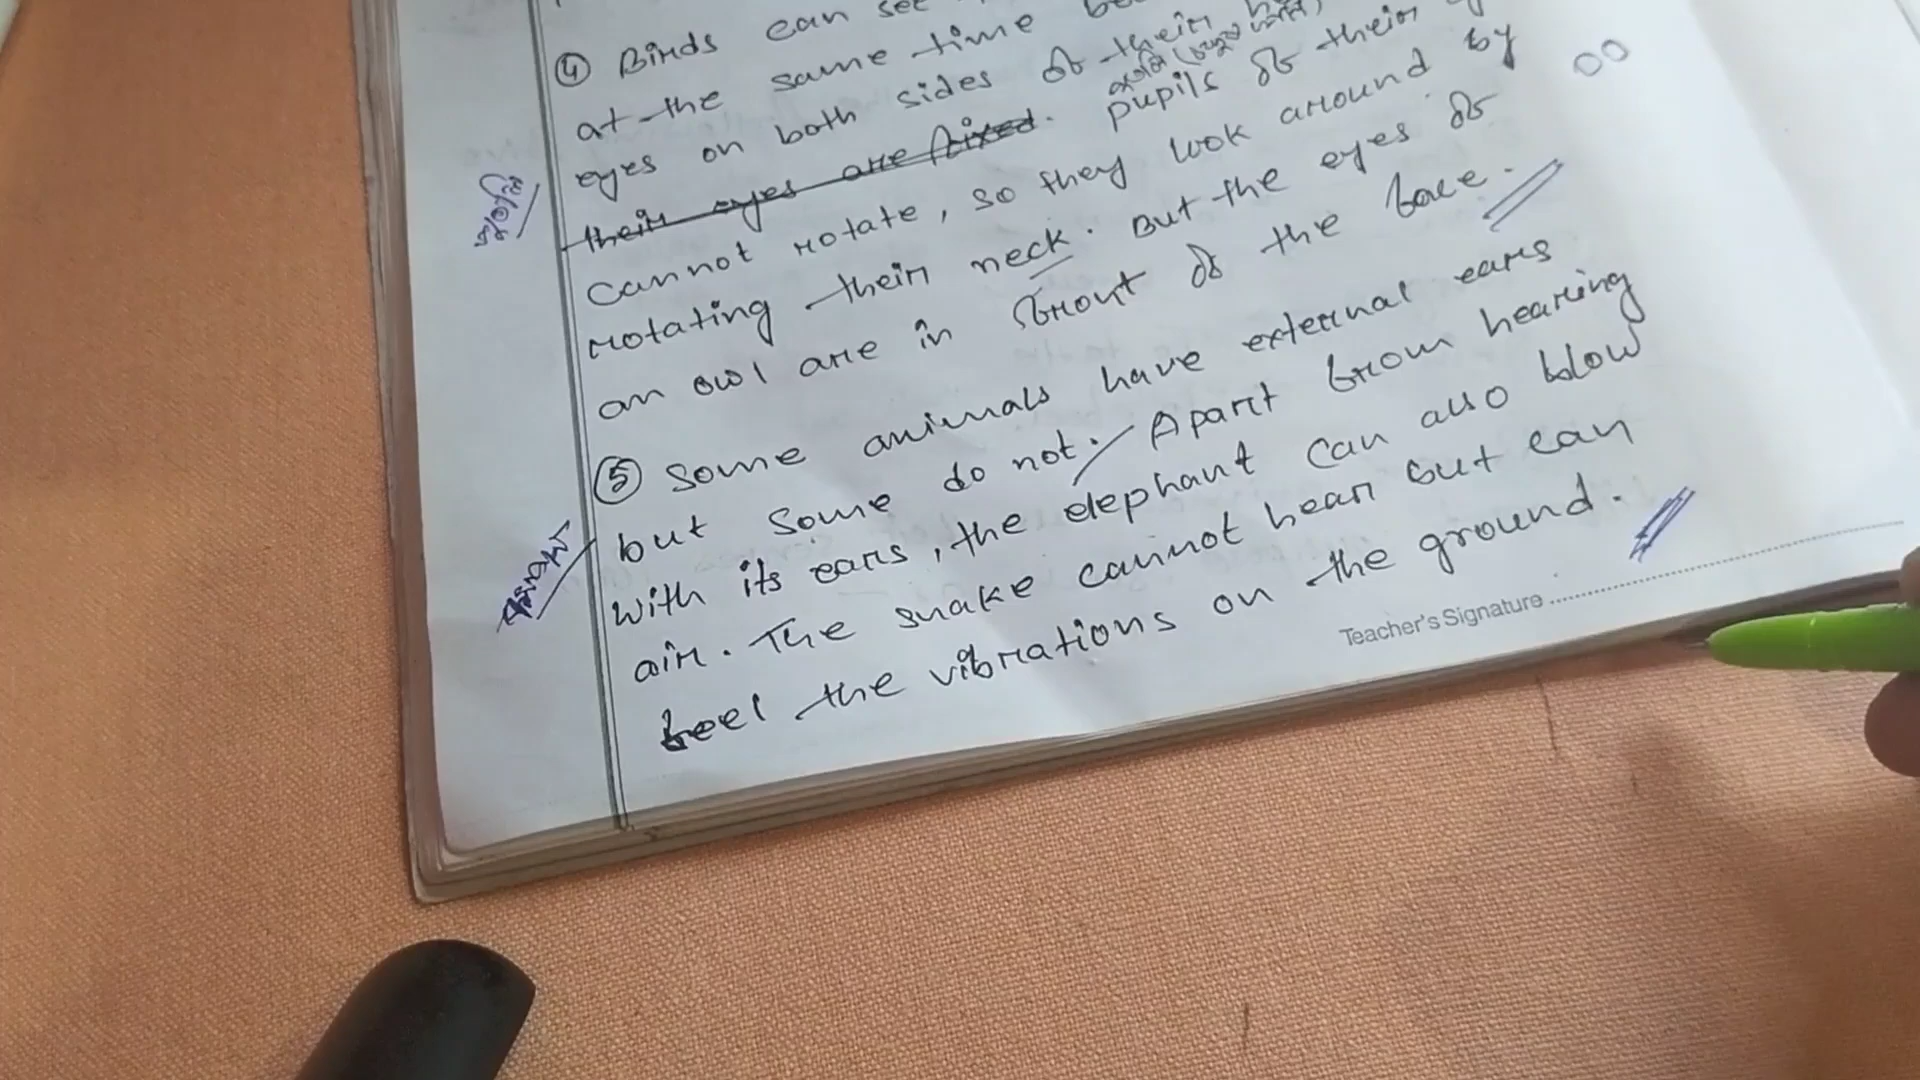 ④ Birds can see
at the same time
eyes on both sides of their
their eyes are fixed. pupils of their
cannot rotate, so they look around by
rotating their neck. But the eyes of
an owl are in front of the face.
⑤ Some animals have external ears
but some do not. Apart from hearing
with its ears, the elephant can also blow
air. The snake cannot hear but can
feel the vibrations on the ground.
Teacher's Signature